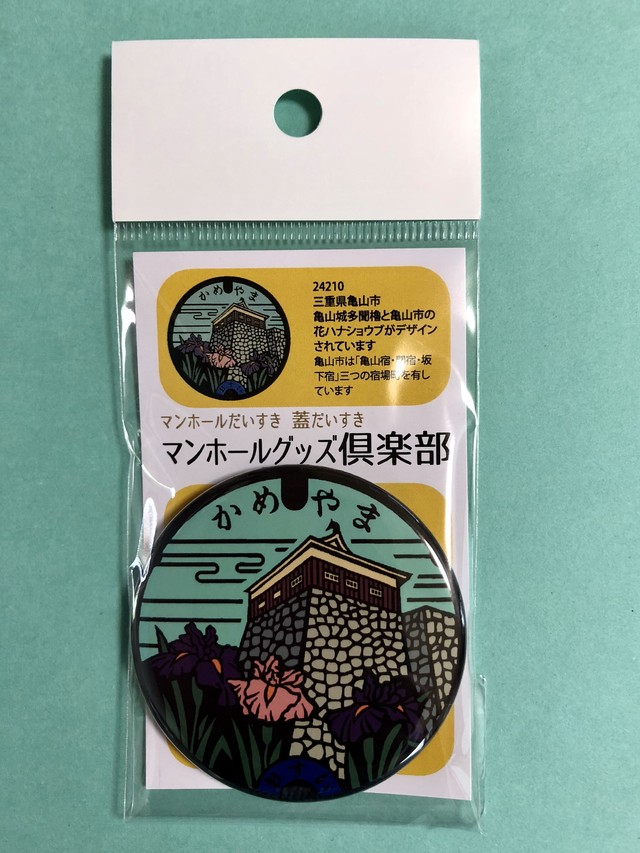 かめやま
24210
三重県亀山市
亀山城多聞櫓と亀山市の
花ハナショウブがデザイン
されています
亀山市は「亀山宿・関宿・坂
下宿」三つの宿場町を有し
ています
マンホールだいすき 蓋だいすき
マンホールグッズ倶楽部
かめやま